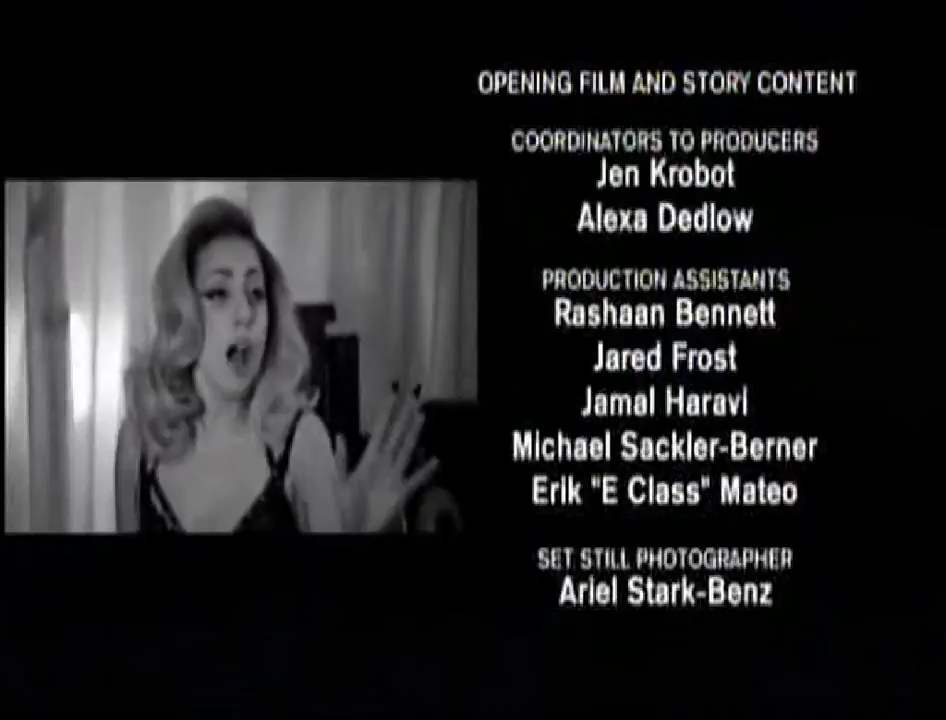 OPENING FILM AND STORY CONTENT
COORDINATORS TO PRODUCERS
Jen Krobot
Alexa Dedlow
PRODUCTION ASSISTANTS
Rashaan Bennett
Jared Frost
Jamal Haravi
Michael Sackler-Berner
Erik "E Class" Mateo
SET STILL PHOTOGRAPHER
Ariel Stark-Benz